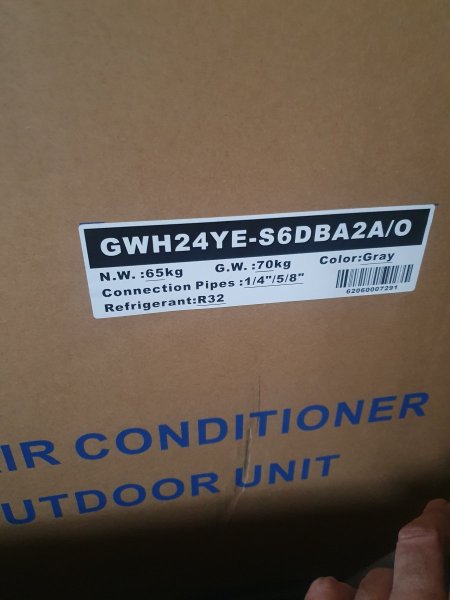 GWH24YE-S6DBA2A/O
N.W. :65kg G.W. :70kg Color:Gray
Connection Pipes :1/4"/5/8"
Refrigerant:R32
62060007291
IR CONDITIONER
UTDOOR UNIT